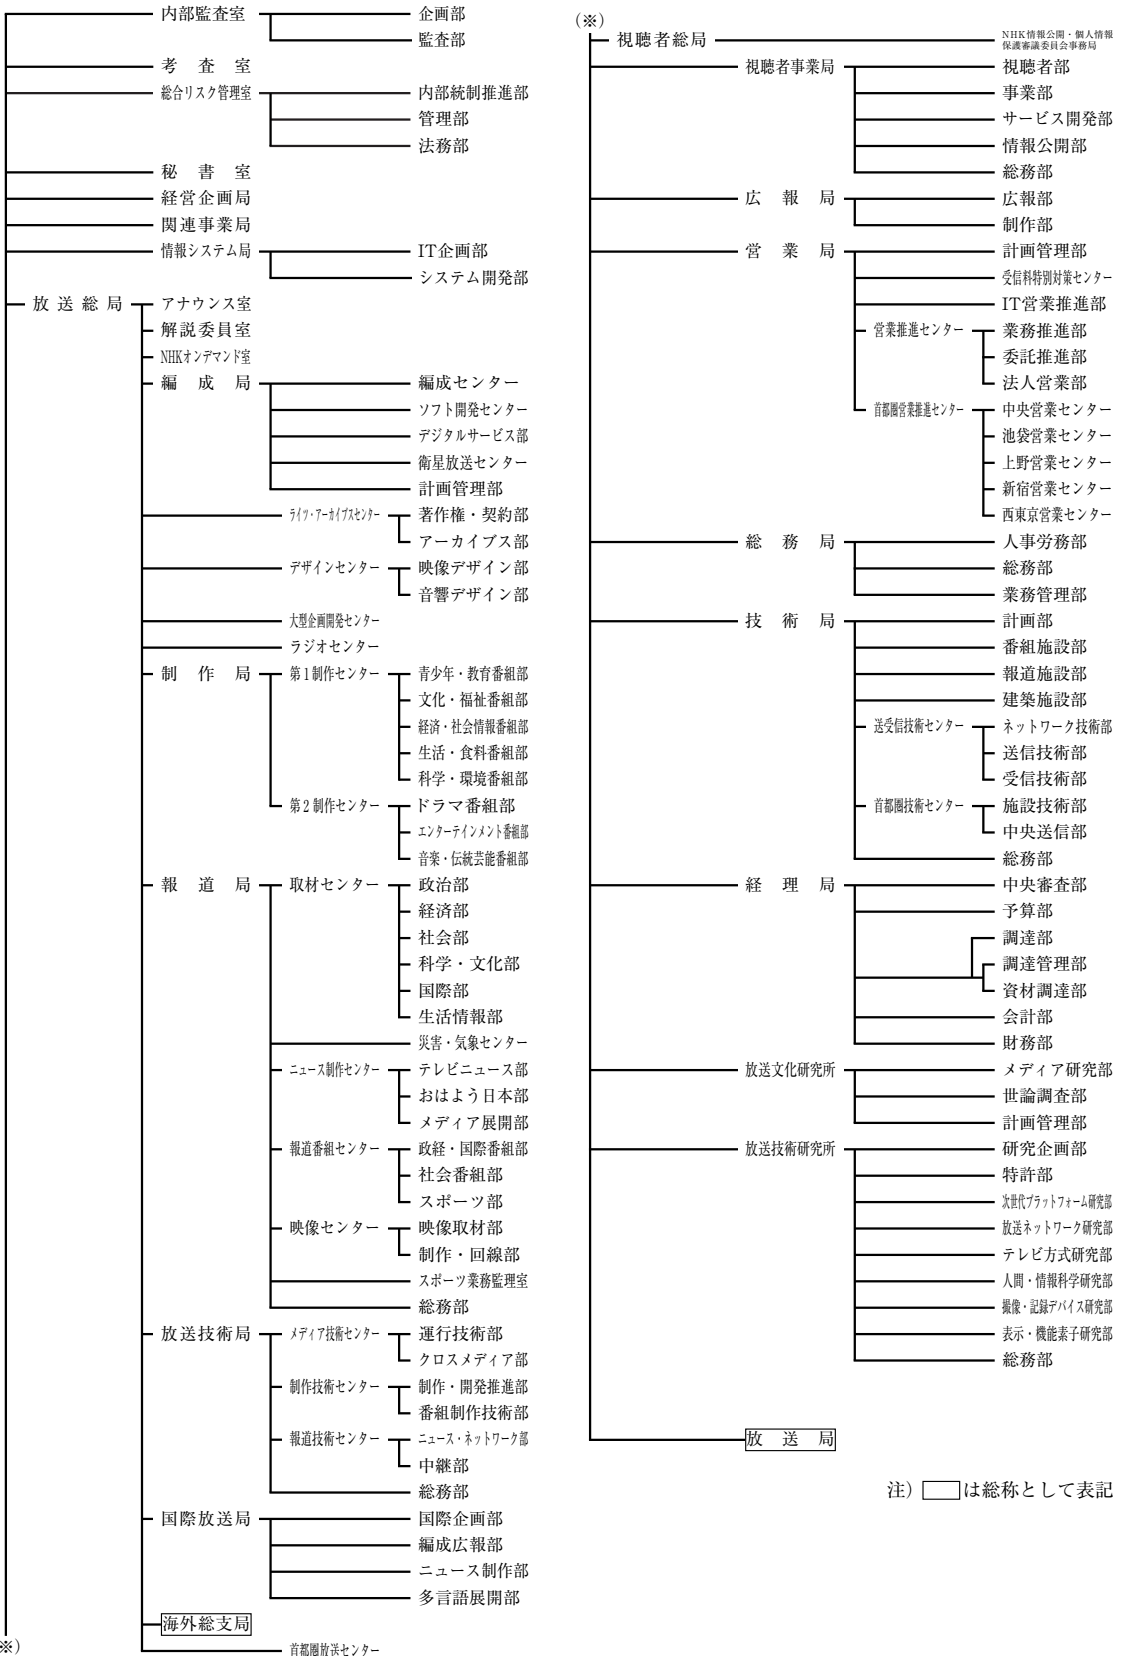 内部監査室 企画部
監査部
考査室
総合リスク管理室 内部統制推進部
管理部
法務部
秘書室
経営企画局
関連事業局
情報システム局 IT企画部
システム開発部
放送総局 アナウンス室
解説委員室
NHKオンデマンド室
編成局 編成センター
ソフト開発センター
デジタルサービス部
衛星放送センター
計画管理部
ライツ・アーカイブスセンター 著作権・契約部
アーカイブス部
デザインセンター 映像デザイン部
音響デザイン部
大型企画開発センター
ラジオセンター
制作局 第1制作センター 青少年・教育番組部
文化・福祉番組部
経済・社会情報番組部
生活・食料番組部
科学・環境番組部
第2制作センター ドラマ番組部
エンターテインメント番組部
音楽・伝統芸能番組部
報道局 取材センター 政治部
経済部
社会部
科学・文化部
国際部
生活情報部
災害・気象センター
ニュース制作センター テレビニュース部
おはよう日本部
メディア展開部
報道番組センター 政経・国際番組部
社会番組部
スポーツ部
映像センター 映像取材部
制作・回線部
スポーツ業務監理室
総務部
放送技術局 メディア技術センター 運行技術部
クロスメディア部
制作技術センター 制作・開発推進部
番組制作技術部
報道技術センター ニュース・ネットワーク部
中継部
総務部
国際放送局 国際企画部
編成広報部
ニュース制作部
多言語展開部
海外総支局
首都圏放送センター
※)
(※)
視聴者総局 NHK情報公開・個人情報
保護審議委員会事務局
視聴者事業局 視聴者部
事業部
サービス開発部
情報公開部
総務部
広報局 広報部
制作部
営業局 計画管理部
受信料特別対策センター
IT営業推進部
営業推進センター 業務推進部
委託推進部
法人営業部
首都圏営業推進センター 中央営業センター
池袋営業センター
上野営業センター
新宿営業センター
西東京営業センター
総務局 人事労務部
総務部
業務管理部
技術局 計画部
番組施設部
報道施設部
建築施設部
送受信技術センター ネットワーク技術部
送信技術部
受信技術部
首都圏技術センター 施設技術部
中央送信部
総務部
経理局 中央審査部
予算部
調達部
調達管理部
資材調達部
会計部
財務部
放送文化研究所 メディア研究部
世論調査部
計画管理部
放送技術研究所 研究企画部
特許部
次世代プラットフォーム研究部
放送ネットワーク研究部
テレビ方式研究部
人間・情報科学研究部
撮像・記録デバイス研究部
表示・機能素子研究部
総務部
放送局
注) は総称として表記